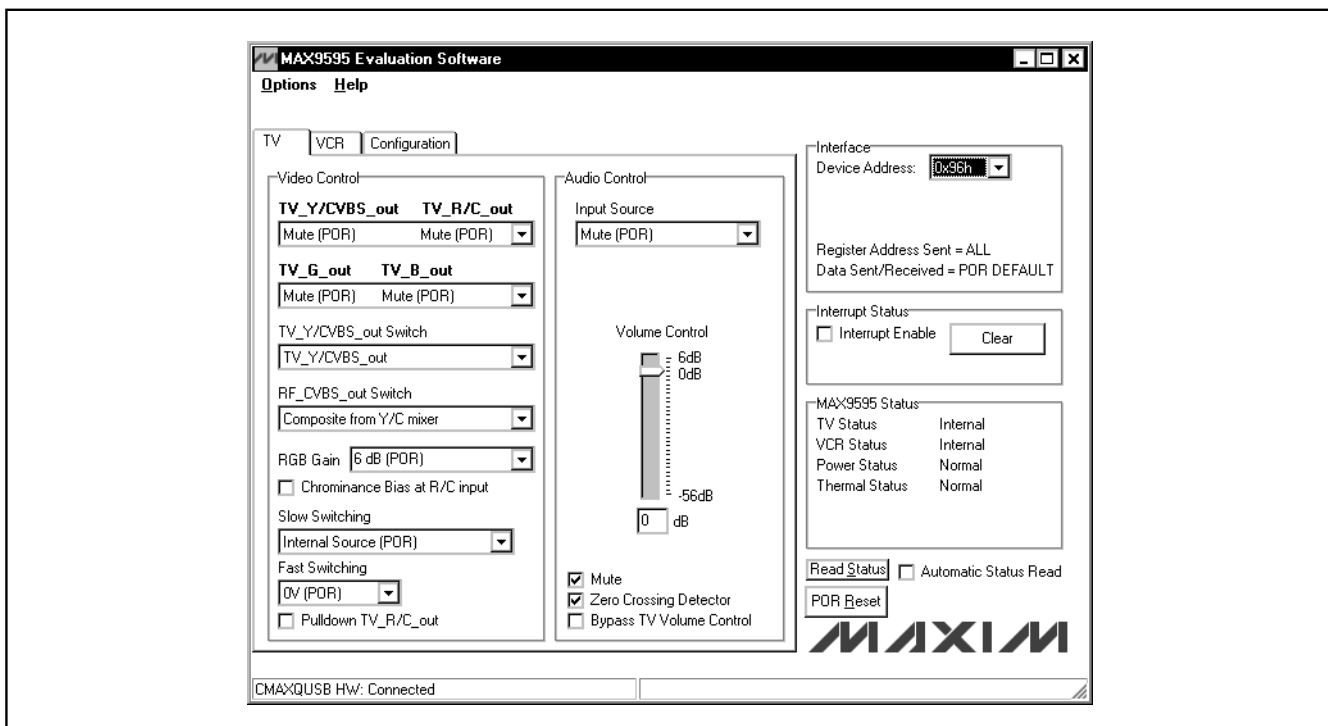 MAX9595 Evaluation Software
Options Help
TV VCR Configuration
Video Control
TV_Y/CVBS_out TV_R/C_out
Mute (POR) Mute (POR)
TV_G_out TV_B_out
Mute (POR) Mute (POR)
TV_Y/CVBS_out Switch
TV_Y/CVBS_out
RF_CVBS_out Switch
Composite from Y/C mixer
RGB Gain 6 dB (POR)
Chrominance Bias at R/C input
Slow Switching
Internal Source (POR)
Fast Switching
0V (POR)
Pulldown TV_R/C_out
Audio Control
Input Source
Mute (POR)
Volume Control
6dB
0dB
-56dB
0 dB
Mute
Zero Crossing Detector
Bypass TV Volume Control
Interface
Device Address: 0x96h
Register Address Sent = ALL
Data Sent/Received = POR DEFAULT
Interrupt Status
Interrupt Enable Clear
MAX9595 Status
TV Status Internal
VCR Status Internal
Power Status Normal
Thermal Status Normal
Read Status Automatic Status Read
POR Reset
MAXIM
CMAXQUSB HW: Connected